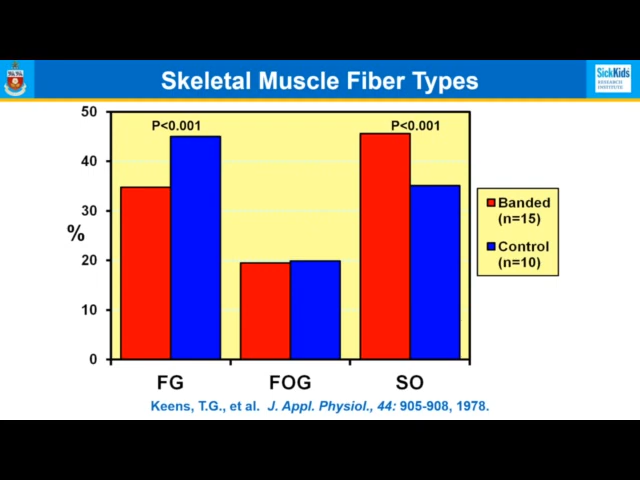 Skeletal Muscle Fiber Types
SickKids
RESEARCH
INSTITUTE
50
40
30
20
10
0
%
P<0.001
P<0.001
Banded
(n=15)
Control
(n=10)
FG
FOG
SO
Keens, T.G., et al. J. Appl. Physiol., 44: 905-908, 1978.